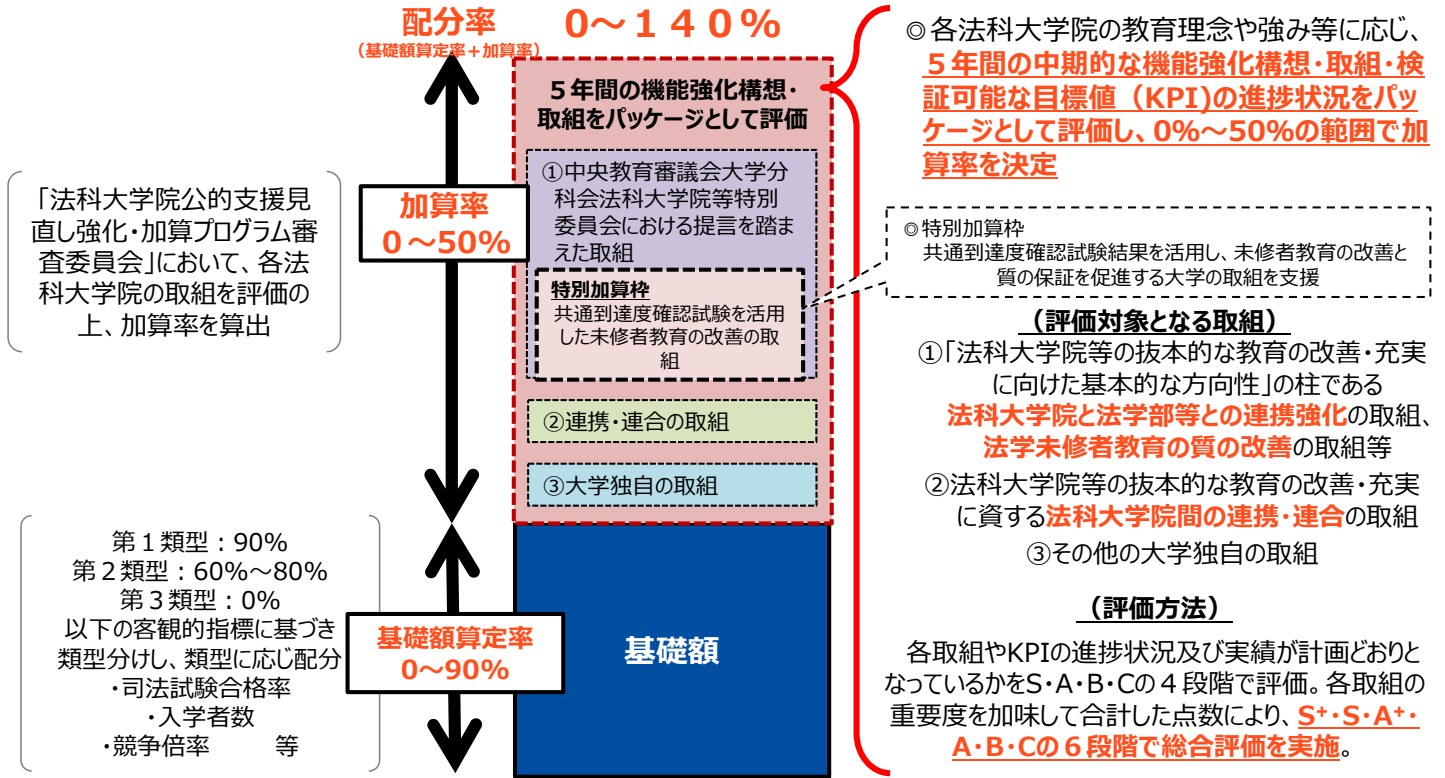 配分率
（基礎額算定率＋加算率）
0～１４０％
５年間の機能強化構想・
取組をパッケージとして評価
①中央教育審議会大学分
科会法科大学院等特別
委員会における提言を踏ま
えた取組
特別加算枠
共通到達度確認試験を活用
した未修者教育の改善の取
組
②連携・連合の取組
③大学独自の取組
基礎額
加算率
0～50%
基礎額算定率
0～90%
「法科大学院公的支援見
直し強化・加算プログラム審
査委員会」において、各法
科大学院の取組を評価の
上、加算率を算出
第１類型：90%
第２類型：60%～80%
第３類型：0%
以下の客観的指標に基づき
類型分けし、類型に応じ配分
・司法試験合格率
・入学者数
・競争倍率　　等
◎各法科大学院の教育理念や強み等に応じ、
５年間の中期的な機能強化構想・取組・検
証可能な目標値（KPI)の進捗状況をパッ
ケージとして評価し、0%～50%の範囲で加
算率を決定
◎特別加算枠
共通到達度確認試験結果を活用し、未修者教育の改善と
質の保証を促進する大学の取組を支援
（評価対象となる取組）
①「法科大学院等の抜本的な教育の改善・充実
に向けた基本的な方向性」の柱である
法科大学院と法学部等との連携強化の取組、
法学未修者教育の質の改善の取組等
②法科大学院等の抜本的な教育の改善・充実
に資する法科大学院間の連携・連合の取組
③その他の大学独自の取組
（評価方法）
各取組やKPIの進捗状況及び実績が計画どおりと
なっているかをS・A・B・Cの４段階で評価。各取組の
重要度を加味して合計した点数により、S⁺・S・A⁺・
A・B・Cの６段階で総合評価を実施。